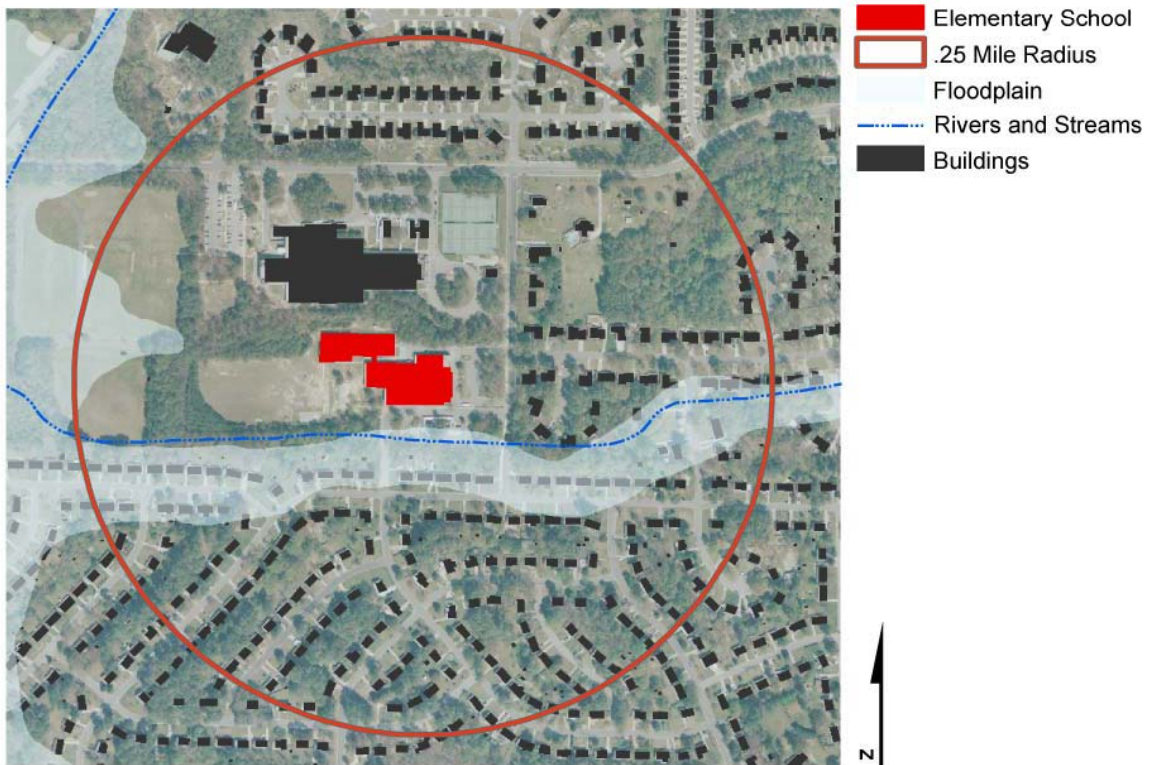 Elementary School
.25 Mile Radius
Floodplain
Rivers and Streams
Buildings
N